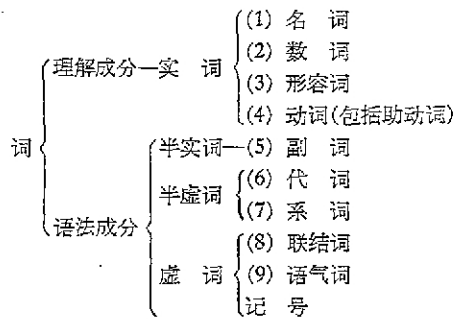 (1) 名 词
(2) 数 词
理解成分—实 词
(3) 形容词
(4) 动词(包括助动词)
词
半实词—(5) 副 词
(6) 代 词
半虚词
(7) 系 词
语法成分
(8) 联结词
虚 词
(9) 语气词
记 号